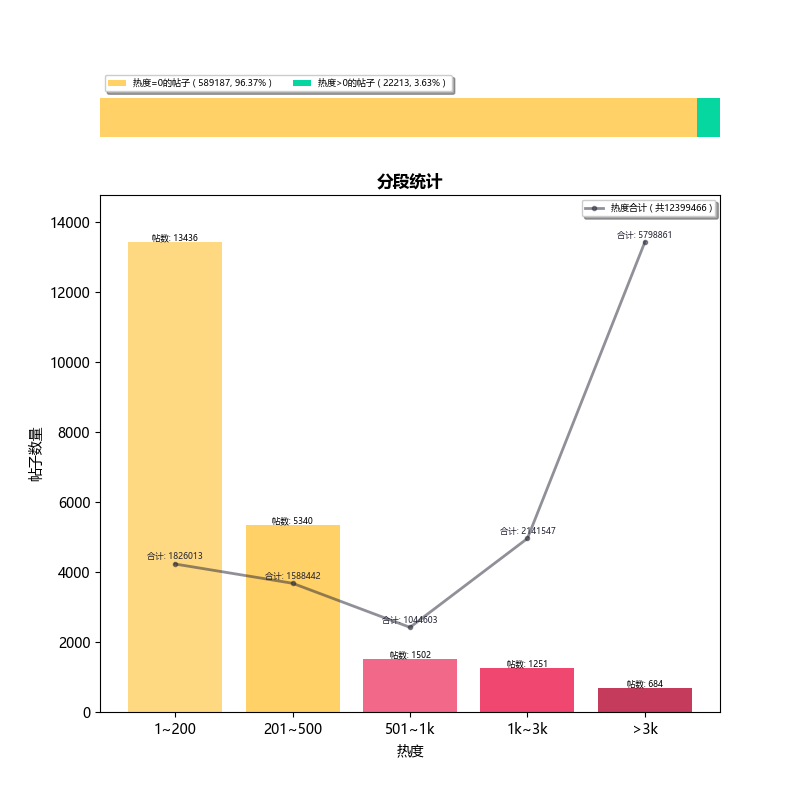 热度=0的帖子 ( 589187, 96.37% ) 热度>0的帖子 ( 22213, 3.63% )
分段统计
热度合计 ( 共12399466 )
14000
12000
10000
8000
6000
4000
2000
0
帖子数量
帖数: 13436
帖数: 5340
帖数: 1502
帖数: 1251
帖数: 684
合计: 1826013
合计: 1588442
合计: 1044603
合计: 2141547
合计: 5798861
1~200 201~500 501~1k 1k~3k >3k
热度